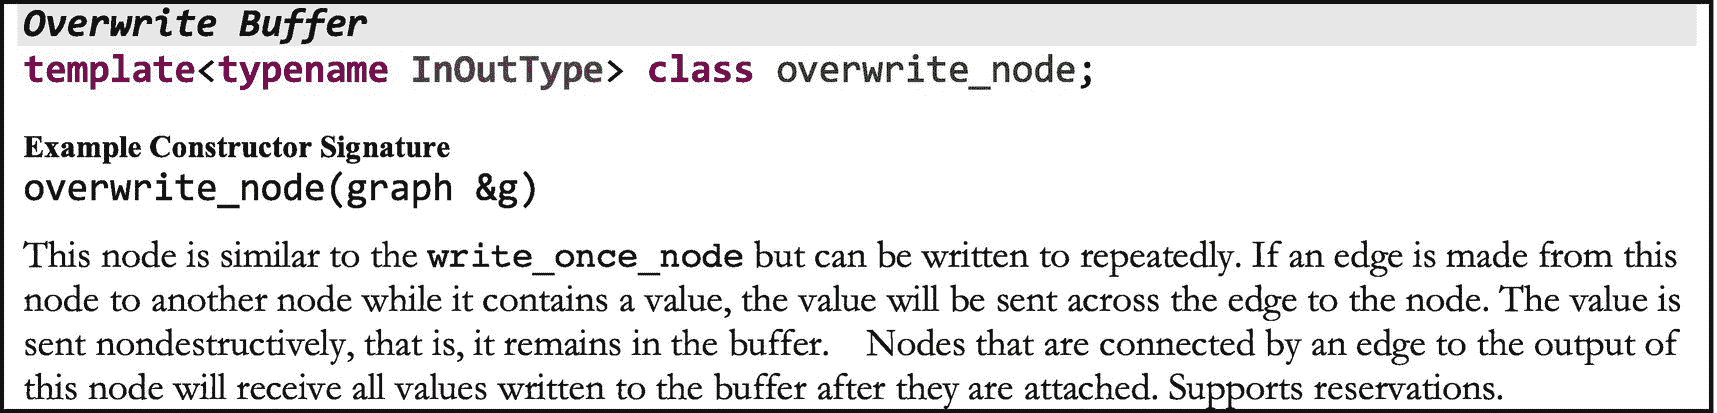 Overwrite Buffer
template<typename InOutType> class overwrite_node;
Example Constructor Signature
overwrite_node(graph &g)
This node is similar to the write_once_node but can be written to repeatedly. If an edge is made from this
node to another node while it contains a value, the value will be sent across the edge to the node. The value is
sent nondestructively, that is, it remains in the buffer. Nodes that are connected by an edge to the output of
this node will receive all values written to the buffer after they are attached. Supports reservations.